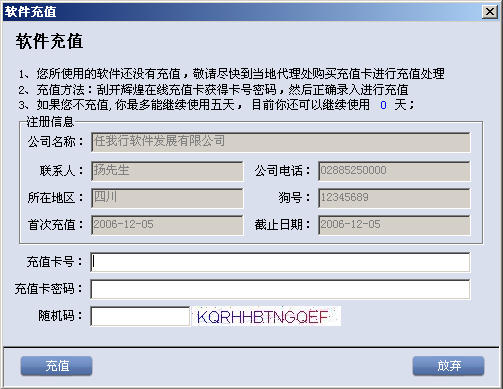 软件充值
软件充值
1、您所使用的软件还没有充值，敬请尽快到当地代理处购买充值卡进行充值处理
2、充值方法：刮开辉煌在线充值卡获得卡号密码，然后正确录入进行充值
3、如果您不充值,你最多能继续使用五天， 目前你还可以继续使用 0 天；
注册信息
公司名称： 任我行软件发展有限公司
联系人： 扬先生 公司电话： 02885250000
所在地区： 四川 狗号： 12345689
首次充值： 2006-12-05 截止日期： 2006-12-05
充值卡号：
充值卡密码：
随机码： KQRHHBTNGQEF
充值 放弃